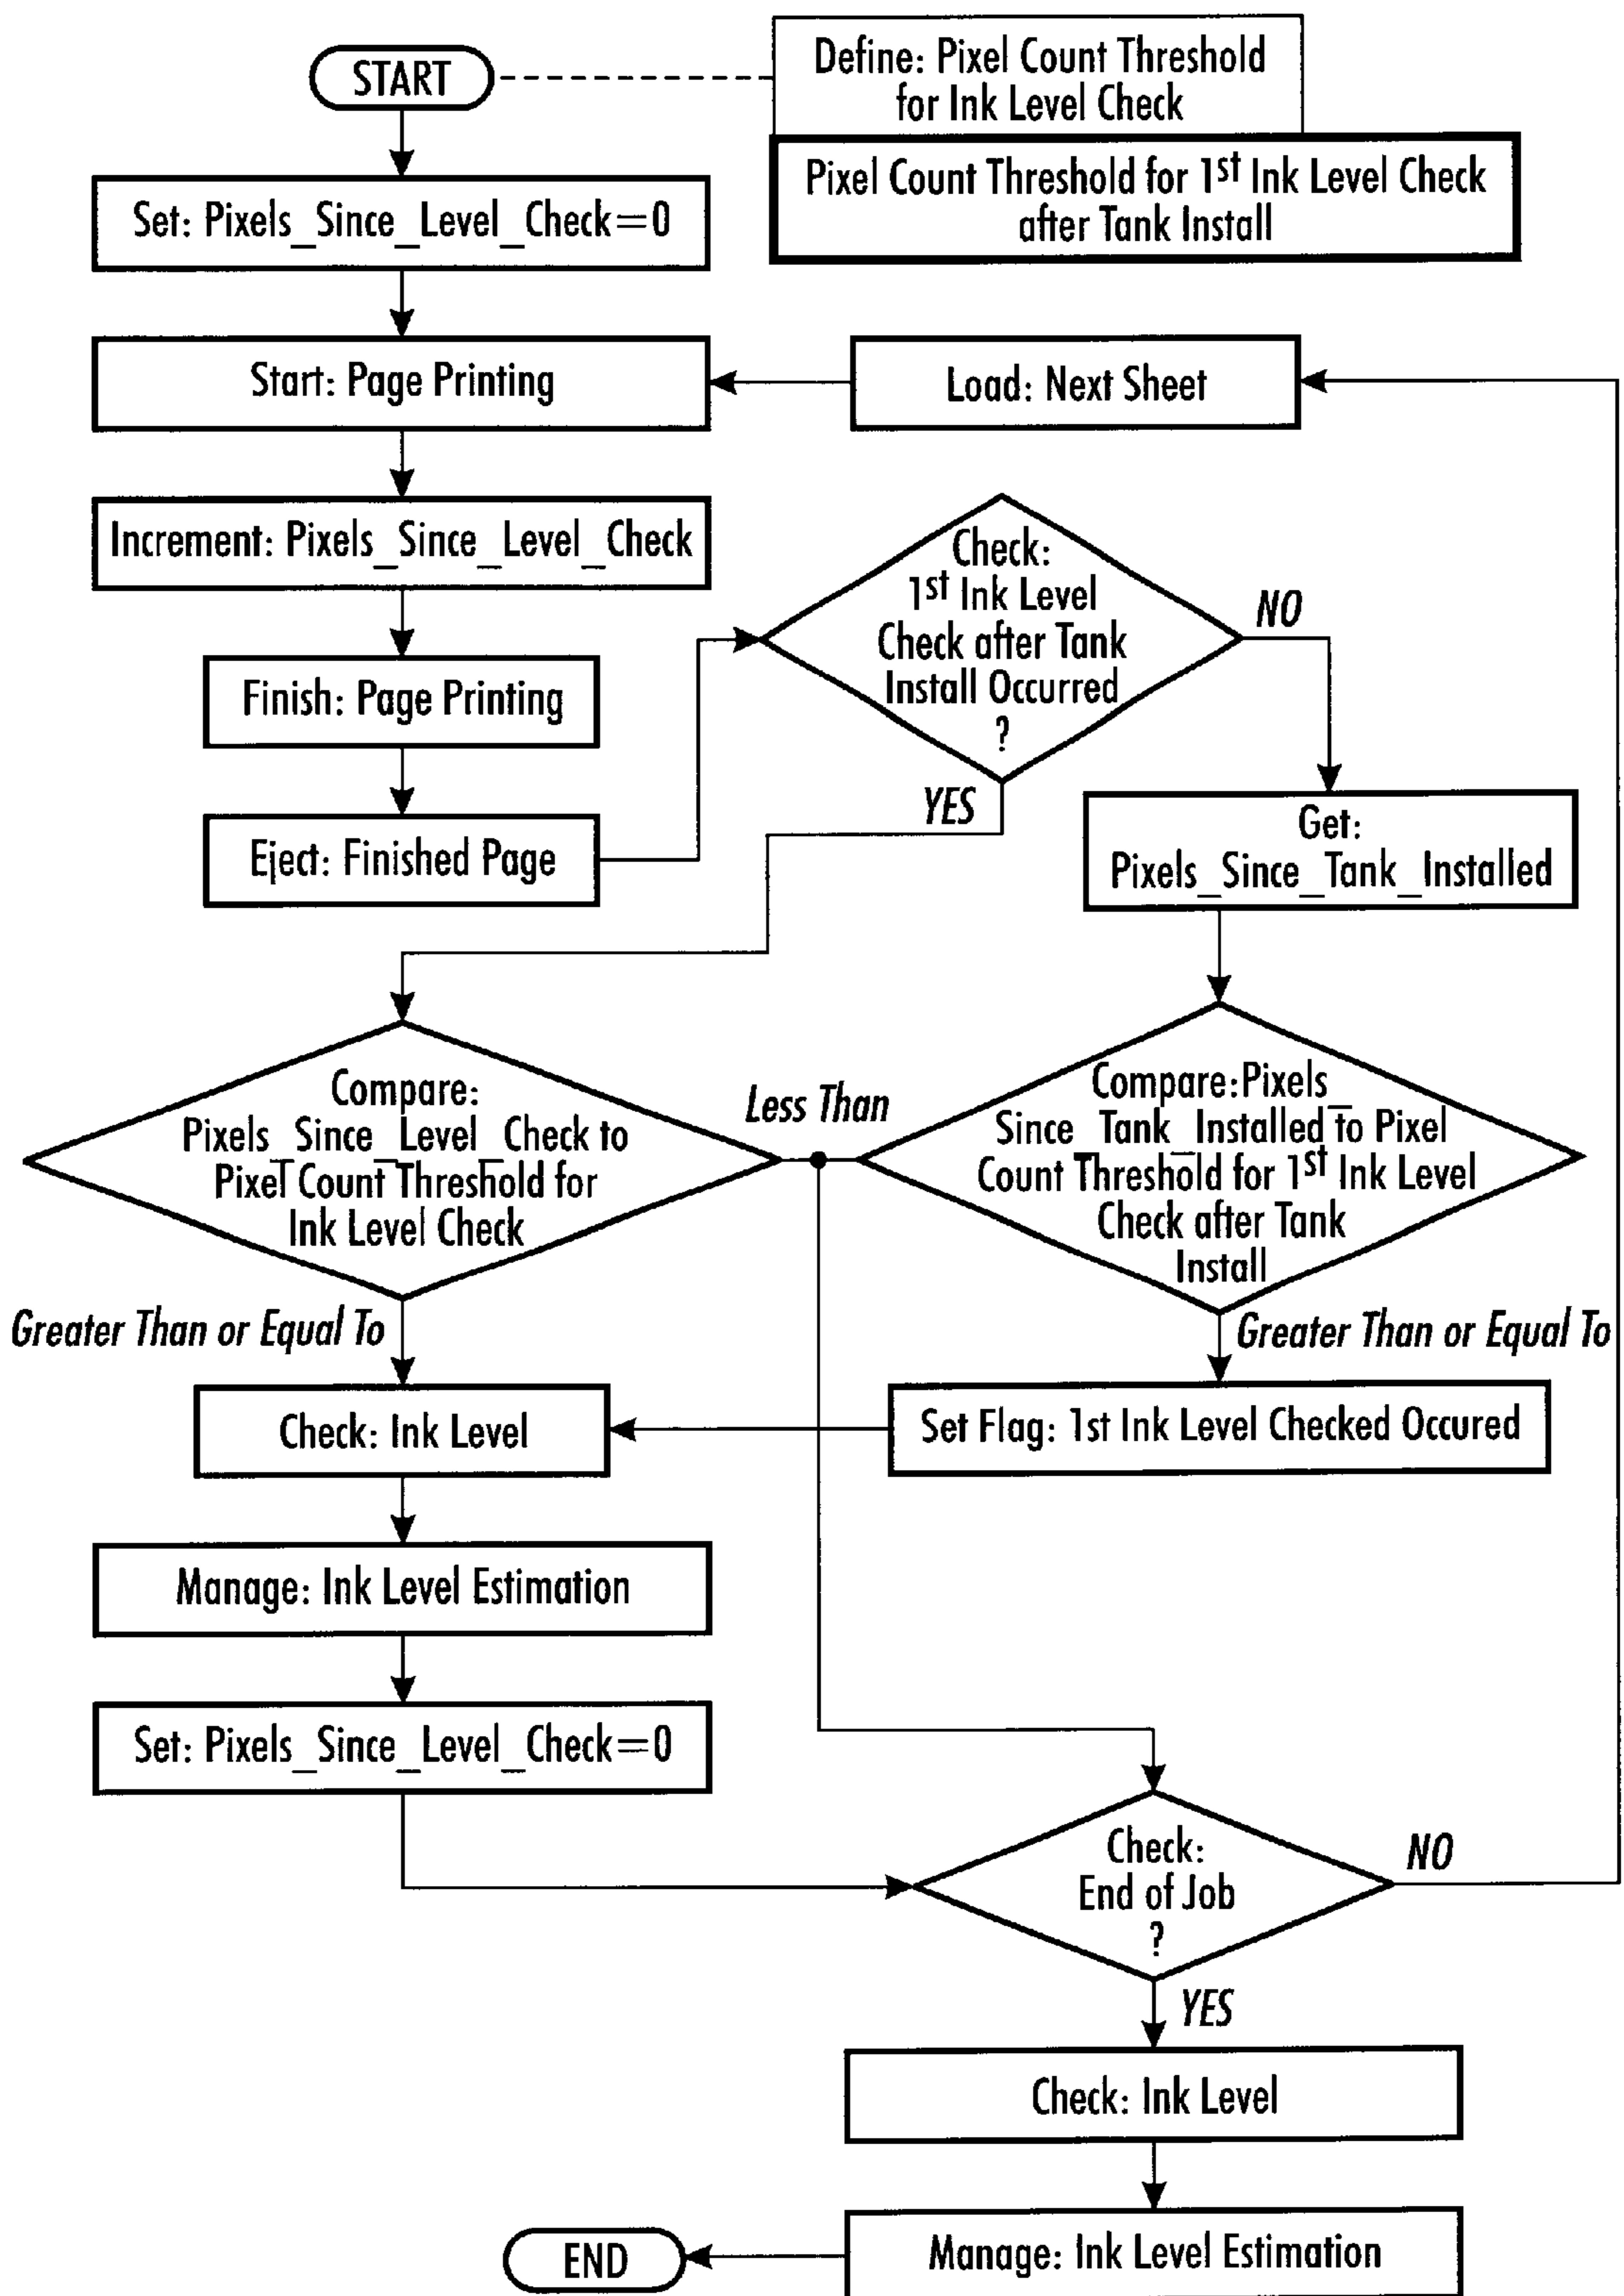 START
Define: Pixel Count Threshold
for Ink Level Check
Pixel Count Threshold for 1st Ink Level Check
after Tank Install
Set: Pixels_Since_Level_Check=0
Start: Page Printing
Load: Next Sheet
Increment: Pixels_Since_Level_Check
Check:
1st Ink Level
Check after Tank
Install Occurred
?
NO
YES
Finish: Page Printing
Eject: Finished Page
Get:
Pixels_Since_Tank_Installed
Compare:
Pixels_Since_Level_Check to
Pixel Count Threshold for
Ink Level Check
Less Than
Compare:Pixels_
Since_Tank_Installed to Pixel
Count Threshold for 1st Ink Level
Check after Tank
Install
Greater Than or Equal To
Greater Than or Equal To
Check: Ink Level
Set Flag: 1st Ink Level Checked Occured
Manage: Ink Level Estimation
Set: Pixels_Since_Level_Check=0
Check:
End of Job
?
NO
YES
Check: Ink Level
Manage: Ink Level Estimation
END